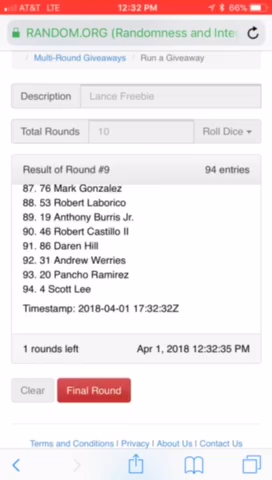 AT&T LTE 12:32 PM 66%
RANDOM.ORG (Randomness and Inte
Multi-Round Giveaways / Run a Giveaway
Description Lance Freebie
Total Rounds 10 Roll Dice
Result of Round #9 94 entries
87. 76 Mark Gonzalez
88. 53 Robert Laborico
89. 19 Anthony Burris Jr.
90. 46 Robert Castillo II
91. 86 Daren Hill
92. 31 Andrew Werries
93. 20 Pancho Ramirez
94. 4 Scott Lee
Timestamp: 2018-04-01 17:32:32Z
1 rounds left Apr 1, 2018 12:32:35 PM
Clear Final Round
Terms and Conditions | Privacy | About Us | Contact Us